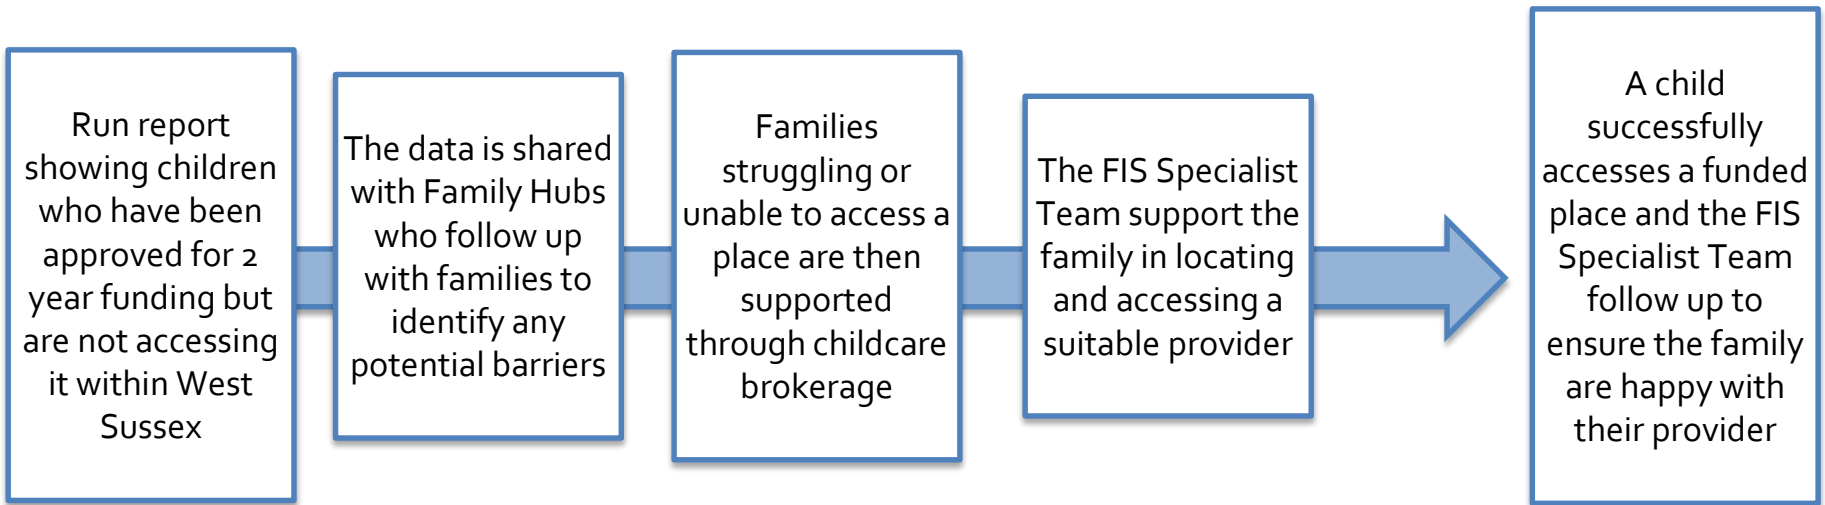 Run report
showing children
who have been
approved for 2
year funding but
are not accessing
it within West
Sussex
The data is shared
with Family Hubs
who follow up
with families to
identify any
potential barriers
Families
struggling or
unable to access a
place are then
supported
through childcare
brokerage
The FIS Specialist
Team support the
family in locating
and accessing a
suitable provider
A child
successfully
accesses a funded
place and the FIS
Specialist Team
follow up to
ensure the family
are happy with
their provider